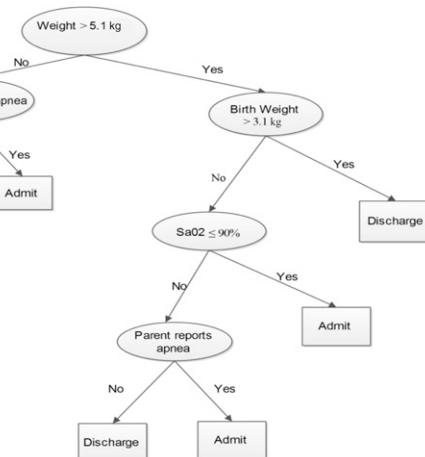 Weight > 5.1 kg
No
Yes
pnea
Birth Weight
> 3.1 kg
Yes
No
Yes
Admit
Discharge
Sa02 ≤ 90%
No
Yes
Admit
Parent reports
apnea
No
Yes
Discharge
Admit